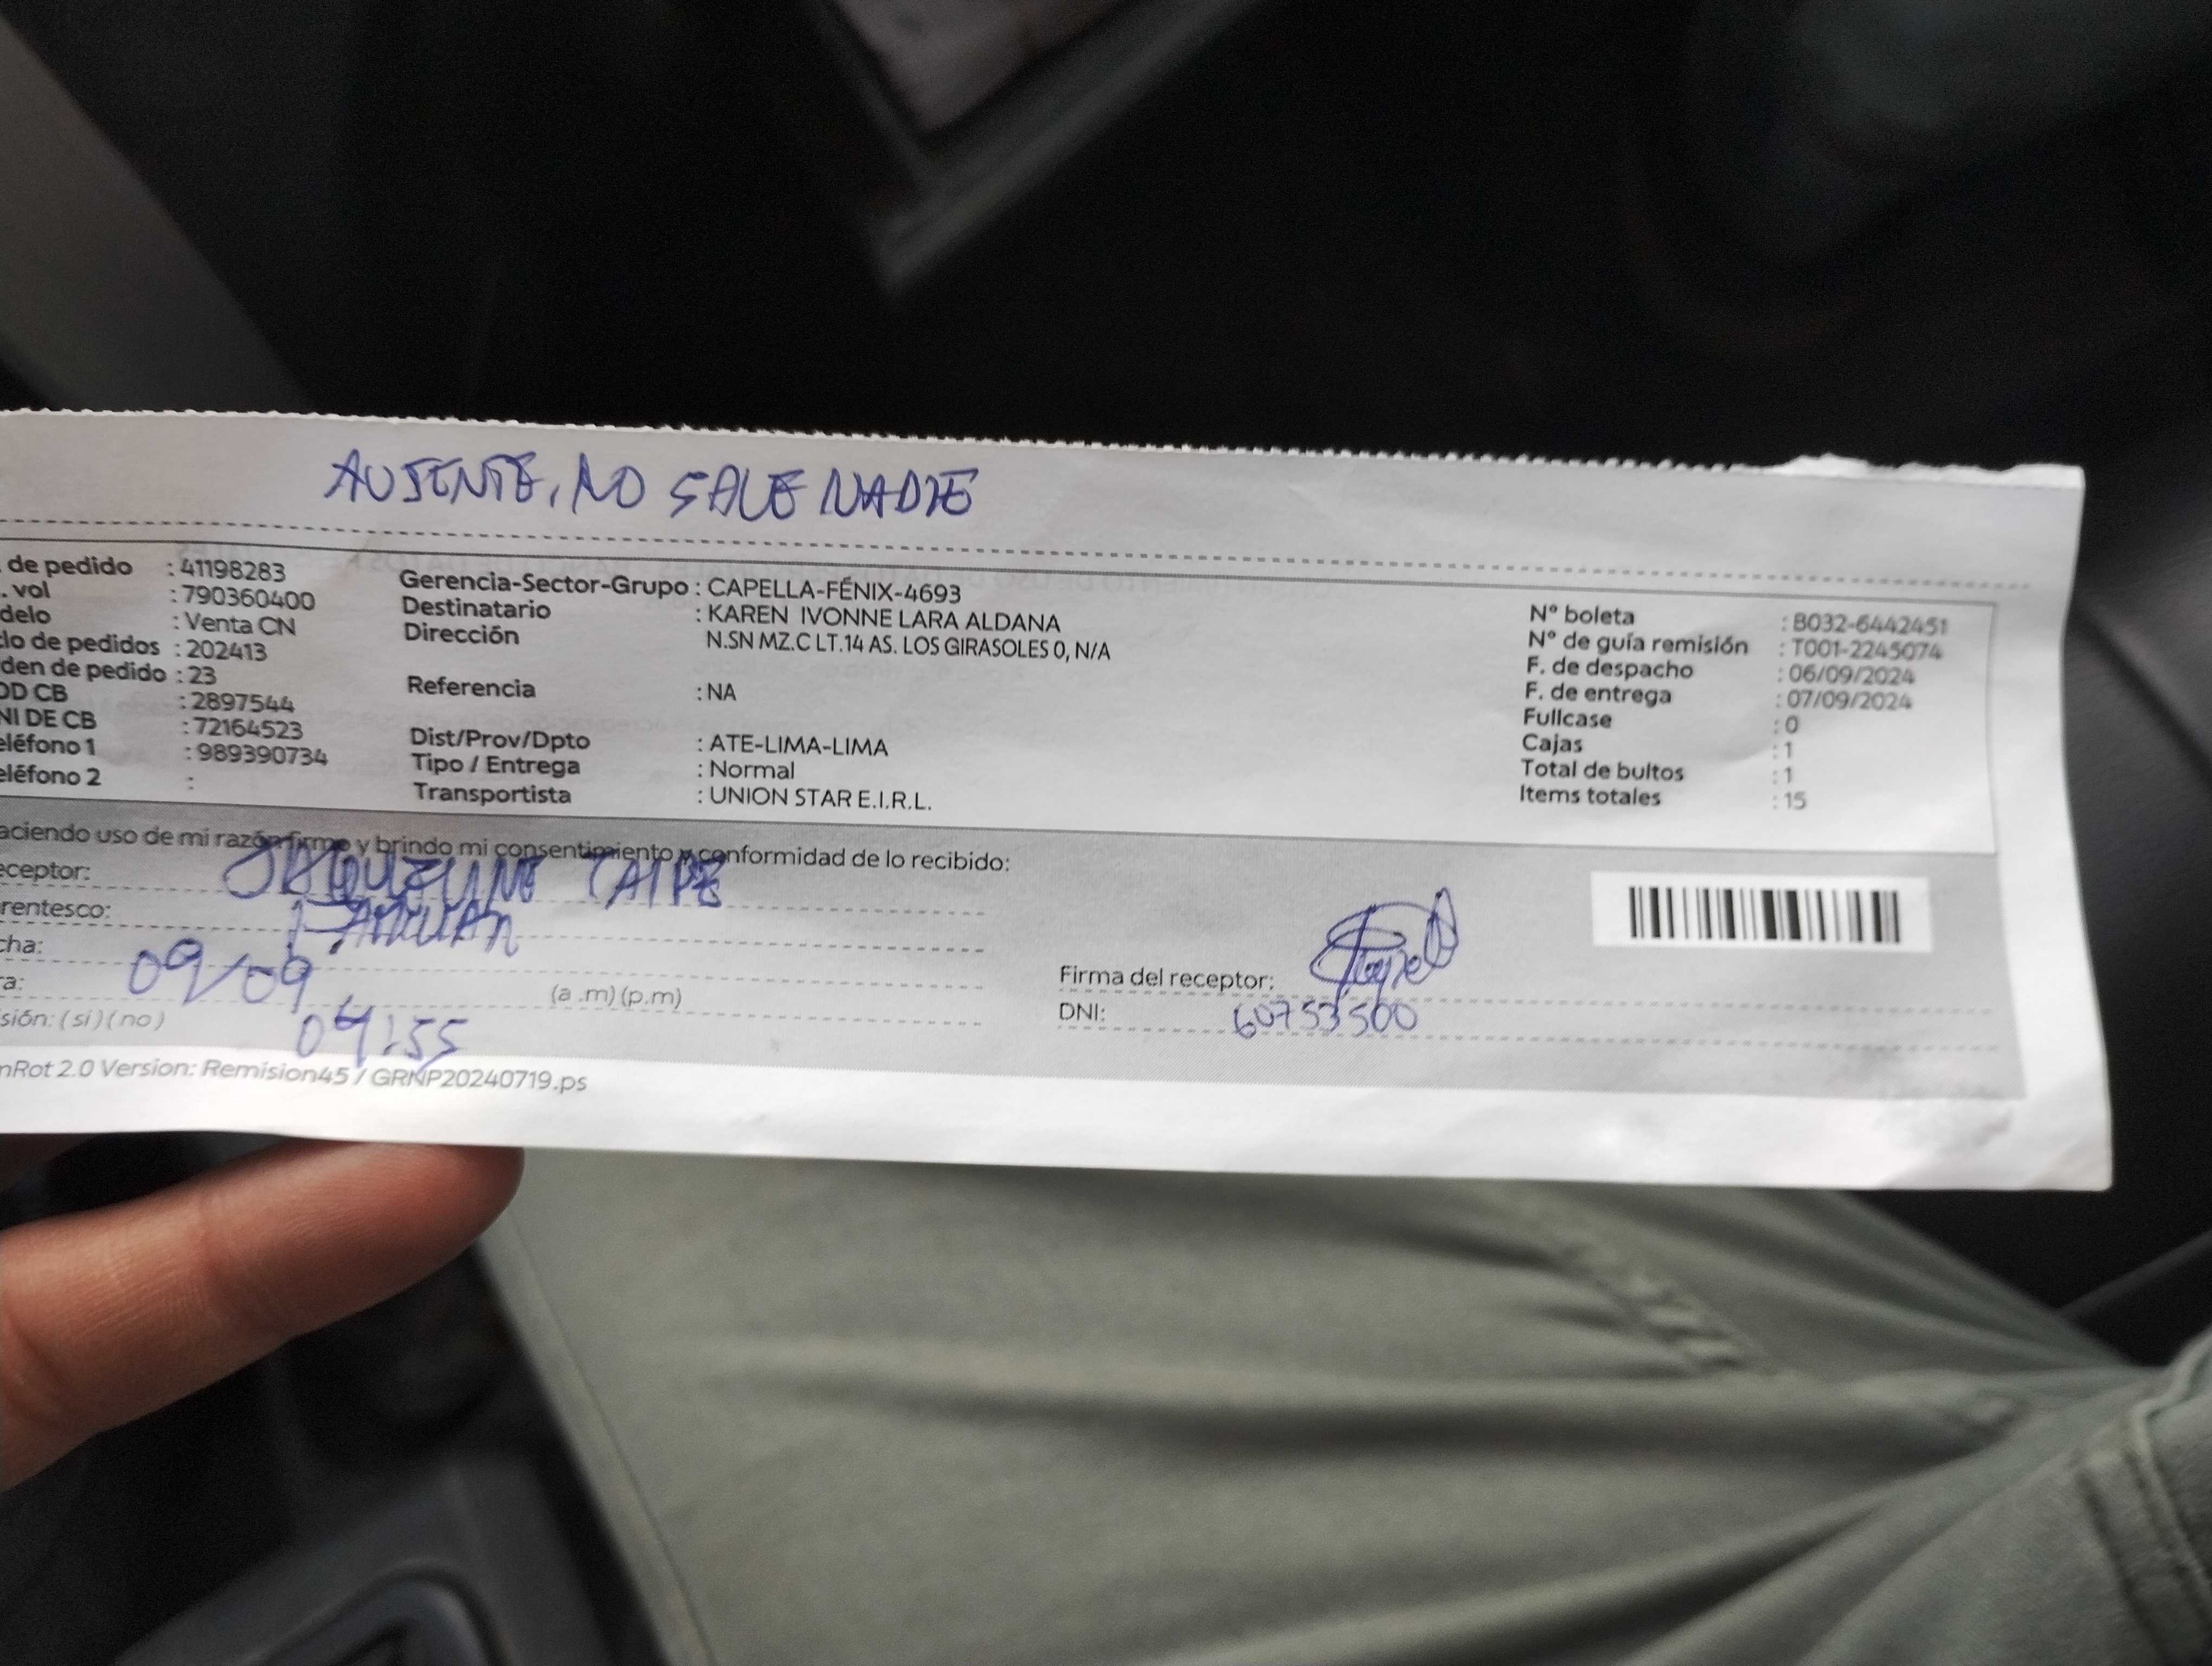 AUSENTE, NO SALE NADIE
de pedido : 41198283
. vol : 790360400
delo : Venta CN
clo de pedidos : 202413
den de pedido : 23
OD CB : 2897544
NI DE CB : 72164523
eléfono 1 : 989390734
eléfono 2 :
Gerencia-Sector-Grupo : CAPELLA-FÉNIX-4693
Destinatario : KAREN IVONNE LARA ALDANA
Dirección N.SN MZ.C LT.14 AS. LOS GIRASOLES 0, N/A
Referencia : NA
Dist/Prov/Dpto : ATE-LIMA-LIMA
Tipo / Entrega : Normal
Transportista : UNION STAR E.I.R.L.
Nº boleta : B032-6442451
Nº de guía remisión : T001-2245074
F. de despacho : 06/09/2024
F. de entrega : 07/09/2024
Fullcase : 0
Cajas : 1
Total de bultos : 1
Items totales : 15
aciendo uso de mi razón firmo y brindo mi consentimiento y conformidad de lo recibido:
eceptor: JAQUELINE TAIPE
rentesco:
cha: 09/09
ra: 04:55 (a .m) (p.m)
sión: ( si ) ( no )
Firma del receptor:
DNI: 60753500
nRot 2.0 Version: Remision45 / GRNP20240719.ps